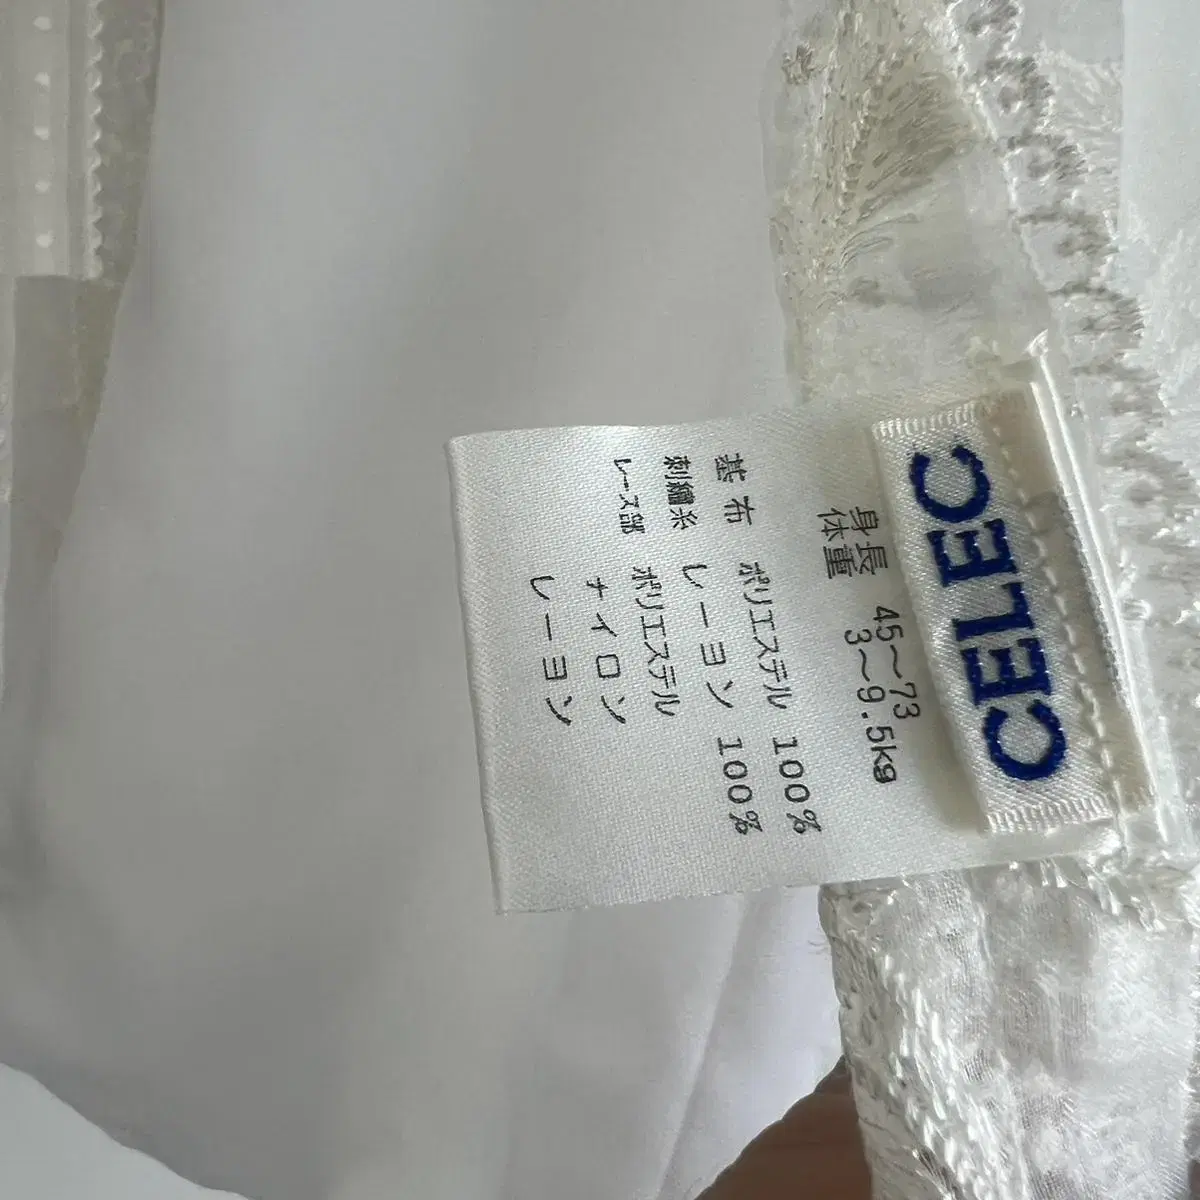 CELEC
身長 45〜73
体重 3〜9.5kg
基布 ポリエステル 100%
刺繍糸 レーヨン 100%
レース部 ポリエステル
ナイロン
レーヨン